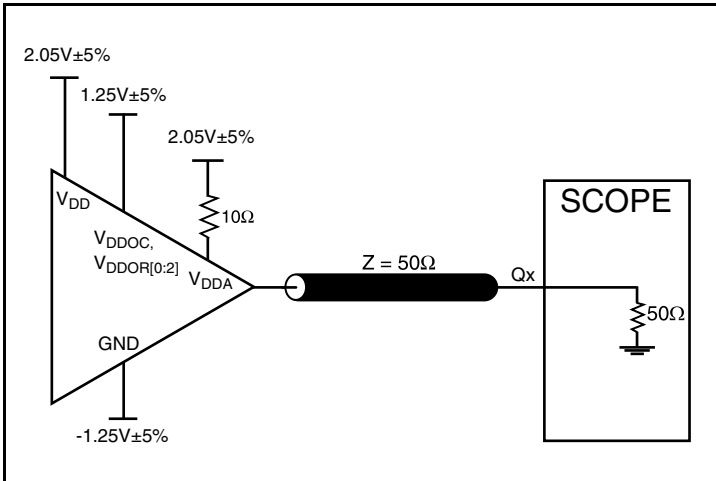 2.05V±5%
1.25V±5%
2.05V±5%
SCOPE
V_DD
10Ω
V_DDOC,
V_DDOR[0:2]
V_DDA
Z = 50Ω
Qx
50Ω
GND
-1.25V±5%